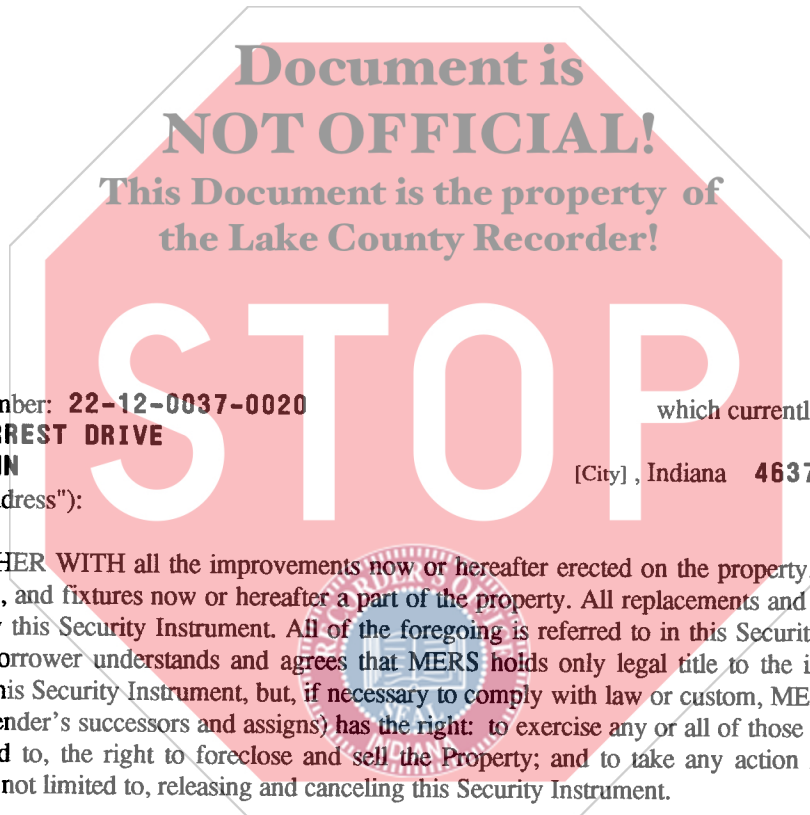 Document is
NOT OFFICIAL!
This Document is the property of
the Lake County Recorder!
STOP
nber: 22-12-0037-0020 which currentl
REST DRIVE
N [City] , Indiana 4637
dress"):
HER WITH all the improvements now or hereafter erected on the property
, and fixtures now or hereafter a part of the property. All replacements and
this Security Instrument. All of the foregoing is referred to in this Securit
orrower understands and agrees that MERS holds only legal title to the i
his Security Instrument, but, if necessary to comply with law or custom, ME
ender's successors and assigns) has the right: to exercise any or all of those
d to, the right to foreclose and sell the Property; and to take any action
not limited to, releasing and canceling this Security Instrument.
RECORDER'S OFFICE
SEAL
INDIANA